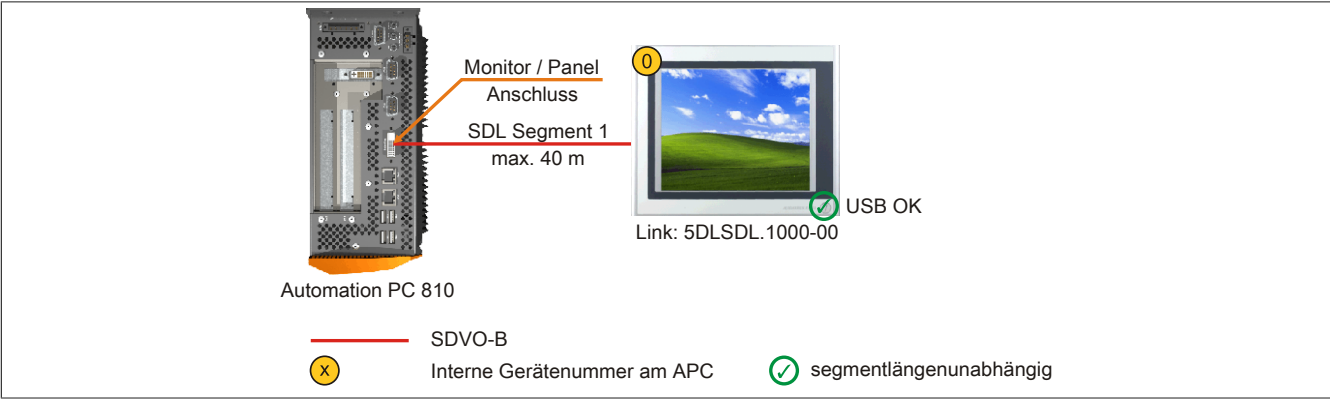 Monitor / Panel
Anschluss
SDL Segment 1
max. 40 m
0
USB OK
Link: 5DLSDL.1000-00
Automation PC 810
SDVO-B
x
Interne Gerätenummer am APC
segmentlängenunabhängig